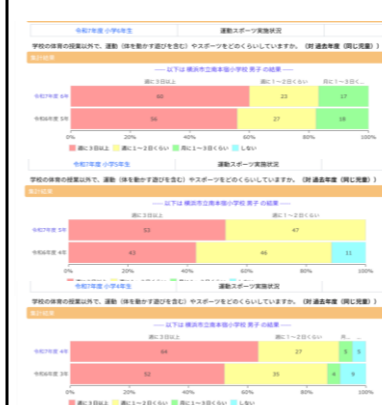 令和7年度 小学6年生 運動スポーツ実施状況
学校の体育の授業以外で、運動（体を動かす遊びを含む）やスポーツをどのくらいしていますか。（対 過去年度（同じ児童））
集計結果
---- 以下は 横浜市立南本宿小学校 男子 の結果 ----
週に3日以上 週に1～2日くらい 月に1～3日く...
令和7年度 6年 60 23 17
令和6年度 5年 56 27 18
0% 20% 40% 60% 80% 100%
週に3日以上 週に1～2日くらい 月に1～3日くらい しない
令和7年度 小学5年生 運動スポーツ実施状況
学校の体育の授業以外で、運動（体を動かす遊びを含む）やスポーツをどのくらいしていますか。（対 過去年度（同じ児童））
集計結果
---- 以下は 横浜市立南本宿小学校 男子 の結果 ----
週に3日以上 週に1～2日くらい
令和7年度 5年 53 47
令和6年度 4年 43 46 11
0% 20% 40% 60% 80% 100%
令和7年度 小学4年生 運動スポーツ実施状況
学校の体育の授業以外で、運動（体を動かす遊びを含む）やスポーツをどのくらいしていますか。（対 過去年度（同じ児童））
集計結果
---- 以下は 横浜市立南本宿小学校 男子 の結果 ----
週に3日以上 週に1～2日くらい 月... ...
令和7年度 4年 64 27 5 5
令和6年度 3年 52 35 4 9
0% 20% 40% 60% 80% 100%
週に3日以上 週に1～2日くらい 月に1～3日くらい しない